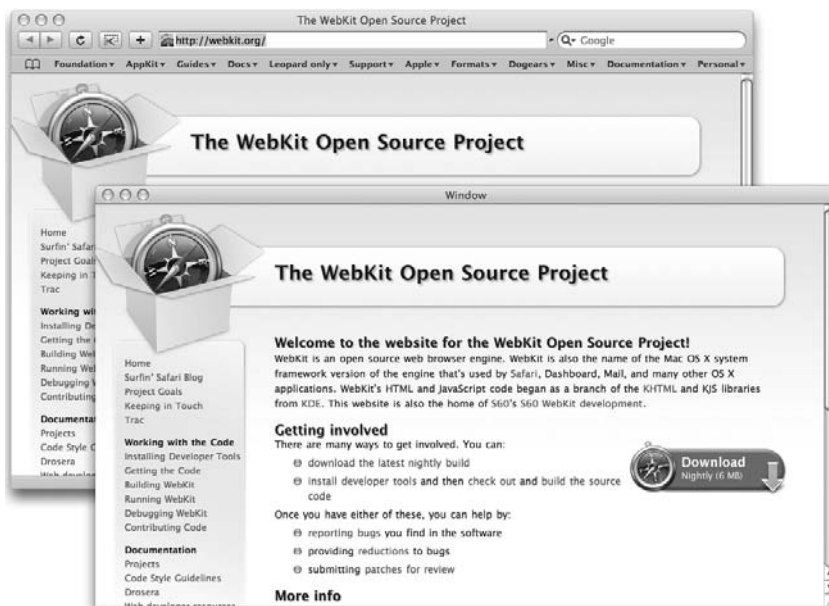 The WebKit Open Source Project
http://webkit.org/
Google
Foundation AppKit Guides Docs Leopard only Support Apple Formats Dogears Misc Documentation Personal
The WebKit Open Source Project
Home
Surfin' Safari
Project Goals
Keeping in T
Trac
Working wit
Installing De
Getting the
Building Web
Running Web
Debugging
Contributing
Documentat
Projects
Code Style G
Drosera
Window
The WebKit Open Source Project
Home
Surfin' Safari Blog
Project Goals
Keeping in Touch
Trac
Working with the Code
Installing Developer Tools
Getting the Code
Building WebKit
Running WebKit
Debugging WebKit
Contributing Code
Documentation
Projects
Code Style Guidelines
Drosera
Web developer resources
Welcome to the website for the WebKit Open Source Project!
WebKit is an open source web browser engine. WebKit is also the name of the Mac OS X system
framework version of the engine that's used by Safari, Dashboard, Mail, and many other OS X
applications. WebKit's HTML and JavaScript code began as a branch of the KHTML and KJS libraries
from KDE. This website is also the home of S60's S60 WebKit development.
Getting involved
There are many ways to get involved. You can:
download the latest nightly build
install developer tools and then check out and build the source
code
Once you have either of these, you can help by:
reporting bugs you find in the software
providing reductions to bugs
submitting patches for review
More info
Download
Nightly (6 MB)